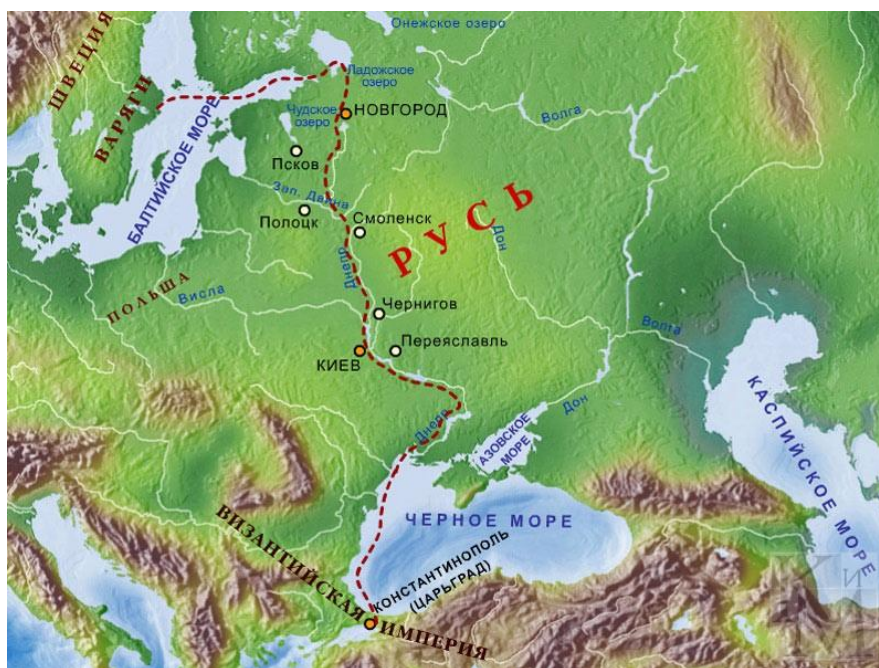 ШВЕЦИЯ
ВАРЯГИ
БАЛТИЙСКОЕ МОРЕ
Онежское озеро
Ладожское
озеро
Чудское
озеро
НОВГОРОД
Волга
Псков
Зап. Двина
Полоцк
Смоленск
РУСЬ
Дон
Днепр
ПОЛЬША
Висла
Чернигов
Переяславль
КИЕВ
Волга
Днепр
Дон
АЗОВСКОЕ
МОРЕ
КАСПИЙСКОЕ МОРЕ
ЧЕРНОЕ МОРЕ
ВИЗАНТИЙСКАЯ
ИМПЕРИЯ
КОНСТАНТИНОПОЛЬ
(ЦАРЬГРАД)
КиМ